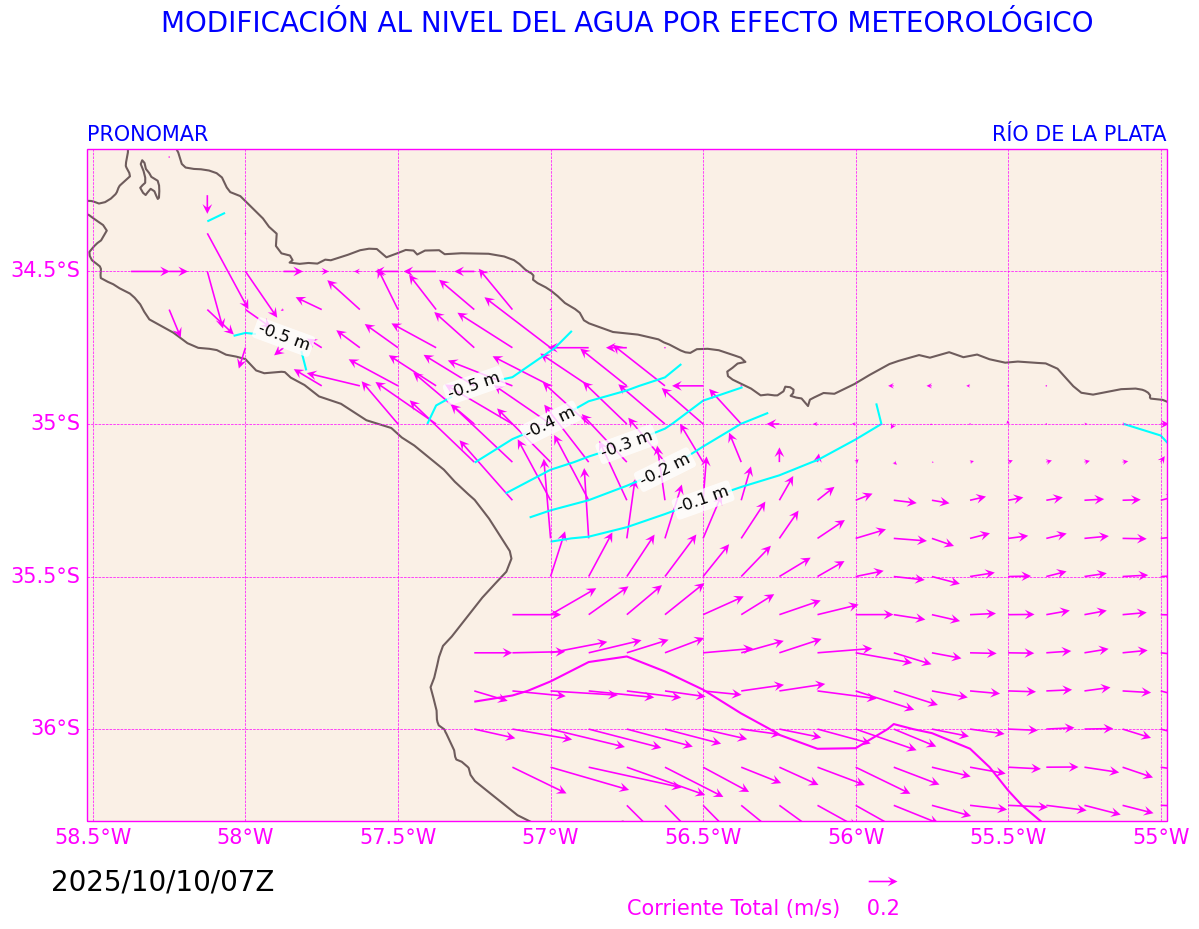 MODIFICACIÓN AL NIVEL DEL AGUA POR EFECTO METEOROLÓGICO
PRONOMAR
RÍO DE LA PLATA
34.5°S
-0.5 m
-0.5 m
-0.4 m
35°S
-0.3 m
-0.2 m
-0.1 m
35.5°S
36°S
58.5°W 58°W 57.5°W 57°W 56.5°W 56°W 55.5°W 55°W
2025/10/10/07Z
Corriente Total (m/s) 0.2